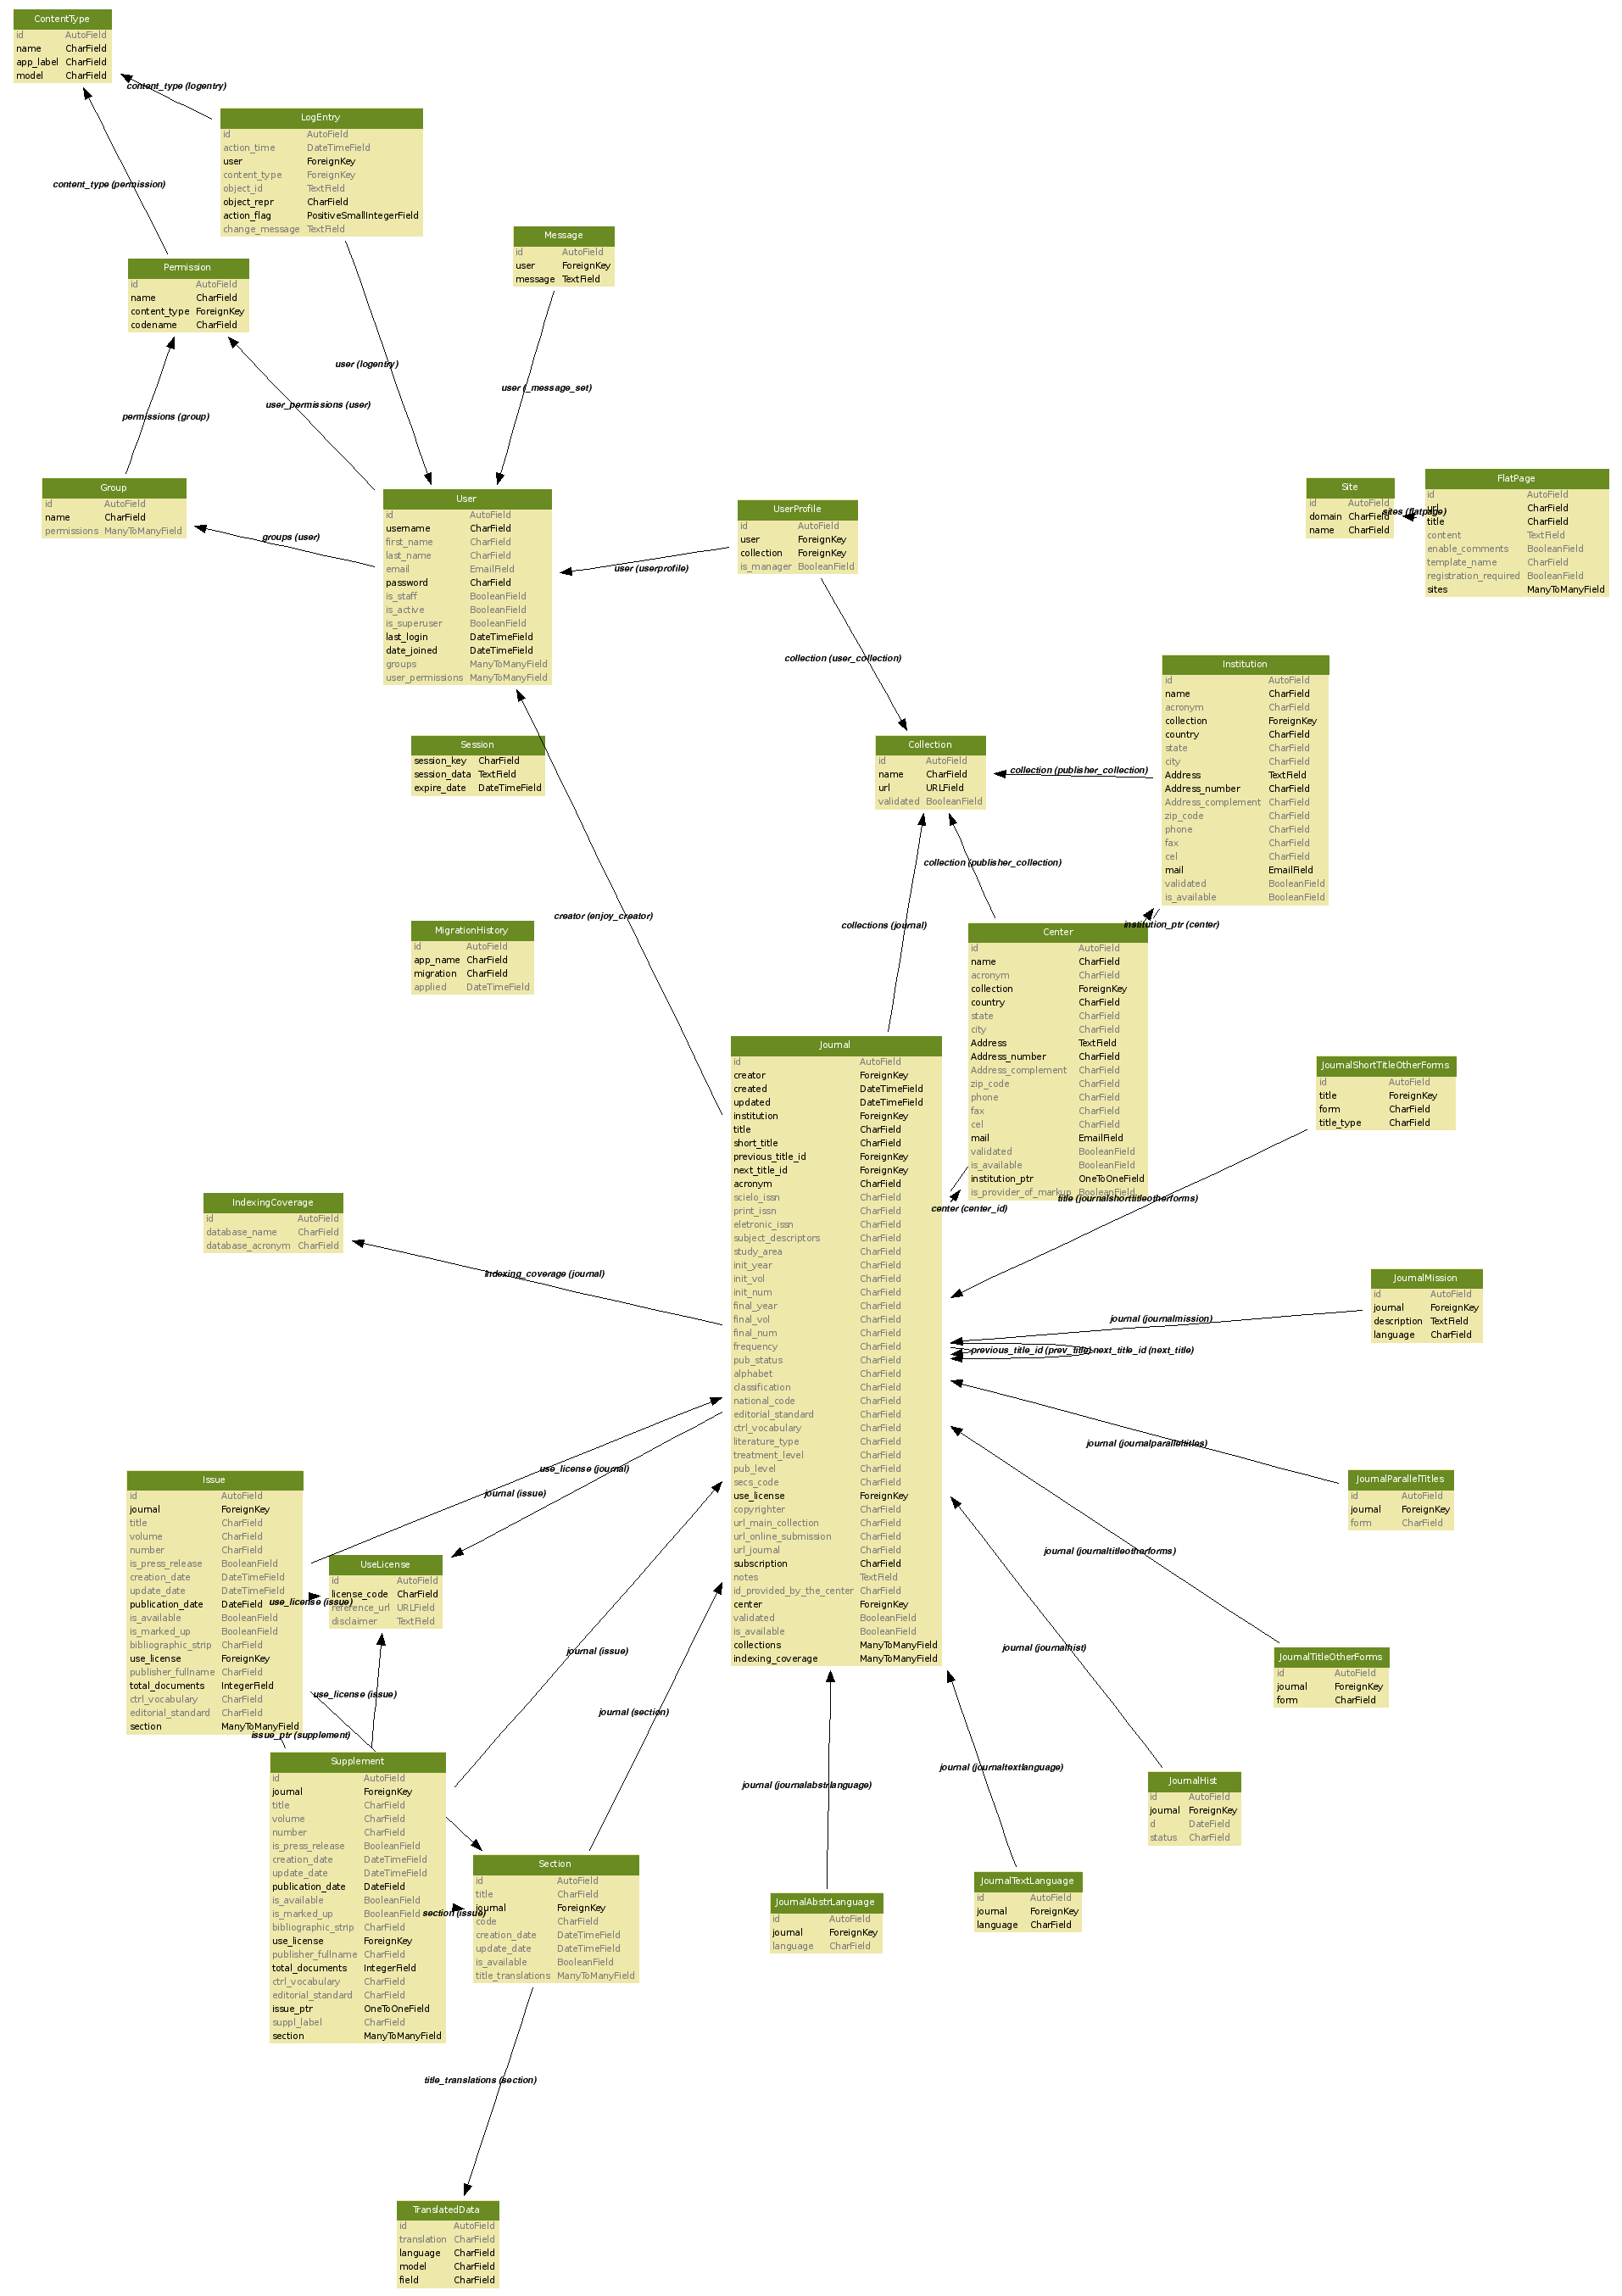 ContentType
id AutoField
name CharField
app_label CharField
model CharField
content_type (logentry)
LogEntry
id AutoField
action_time DateTimeField
user ForeignKey
content_type ForeignKey
object_id TextField
object_repr CharField
action_flag PositiveSmallIntegerField
change_message TextField
content_type (permission)
Message
id AutoField
user ForeignKey
message TextField
Permission
id AutoField
name CharField
content_type ForeignKey
codename CharField
user (logentry)
user (_message_set)
user_permissions (user)
permissions (group)
Group
id AutoField
name CharField
permissions ManyToManyField
groups (user)
User
id AutoField
username CharField
first_name CharField
last_name CharField
email EmailField
password CharField
is_staff BooleanField
is_active BooleanField
is_superuser BooleanField
last_login DateTimeField
date_joined DateTimeField
groups ManyToManyField
user_permissions ManyToManyField
user (userprofile)
UserProfile
id AutoField
user ForeignKey
collection ForeignKey
is_manager BooleanField
Site
id AutoField
domain CharField
name CharField
sites (flatpage)
FlatPage
id AutoField
url CharField
title CharField
content TextField
enable_comments BooleanField
template_name CharField
registration_required BooleanField
sites ManyToManyField
collection (user_collection)
Institution
id AutoField
name CharField
acronym CharField
collection ForeignKey
country CharField
state CharField
city CharField
Address TextField
Address_number CharField
Address_complement CharField
zip_code CharField
phone CharField
fax CharField
cel CharField
mail EmailField
validated BooleanField
is_available BooleanField
Session
session_key CharField
session_data TextField
expire_date DateTimeField
Collection
id AutoField
name CharField
url URLField
validated BooleanField
collection (publisher_collection)
collection (publisher_collection)
creator (enjoy_creator)
collections (journal)
institution_ptr (center)
MigrationHistory
id AutoField
app_name CharField
migration CharField
applied DateTimeField
Center
id AutoField
name CharField
acronym CharField
collection ForeignKey
country CharField
state CharField
city CharField
Address TextField
Address_number CharField
Address_complement CharField
zip_code CharField
phone CharField
fax CharField
cel CharField
mail EmailField
validated BooleanField
is_available BooleanField
institution_ptr OneToOneField
is_provider_of_markup BooleanField
center (center_id)
Journal
id AutoField
creator ForeignKey
created DateTimeField
updated DateTimeField
institution ForeignKey
title CharField
short_title CharField
previous_title_id ForeignKey
next_title_id ForeignKey
acronym CharField
scielo_issn CharField
print_issn CharField
eletronic_issn CharField
subject_descriptors CharField
study_area CharField
init_year CharField
init_vol CharField
init_num CharField
final_year CharField
final_vol CharField
final_num CharField
frequency CharField
pub_status CharField
alphabet CharField
classification CharField
national_code CharField
editorial_standard CharField
ctrl_vocabulary CharField
literature_type CharField
treatment_level CharField
pub_level CharField
secs_code CharField
use_license ForeignKey
copyrighter CharField
url_main_collection CharField
url_online_submission CharField
url_journal CharField
subscription CharField
notes TextField
id_provided_by_the_center CharField
center ForeignKey
validated BooleanField
is_available BooleanField
collections ManyToManyField
indexing_coverage ManyToManyField
JournalShortTitleOtherForms
id AutoField
title ForeignKey
form CharField
title_type CharField
title (journalshorttitleotherforms)
IndexingCoverage
id AutoField
database_name CharField
database_acronym CharField
indexing_coverage (journal)
JournalMission
id AutoField
journal ForeignKey
description TextField
language CharField
journal (journalmission)
previous_title_id (prev_title)
next_title_id (next_title)
journal (journalparalleltitles)
JournalParallelTitles
id AutoField
journal ForeignKey
form CharField
use_license (journal)
journal (issue)
Issue
id AutoField
journal ForeignKey
title CharField
volume CharField
number CharField
is_press_release BooleanField
creation_date DateTimeField
update_date DateTimeField
publication_date DateField
is_available BooleanField
is_marked_up BooleanField
bibliographic_strip CharField
use_license ForeignKey
publisher_fullname CharField
total_documents IntegerField
ctrl_vocabulary CharField
editorial_standard CharField
section ManyToManyField
UseLicense
id AutoField
license_code CharField
reference_url URLField
disclaimer TextField
use_license (issue)
use_license (issue)
issue_ptr (supplement)
journal (issue)
journal (section)
journal (journaltitleotherforms)
journal (journalhist)
JournalTitleOtherForms
id AutoField
journal ForeignKey
form CharField
Supplement
id AutoField
journal ForeignKey
title CharField
volume CharField
number CharField
is_press_release BooleanField
creation_date DateTimeField
update_date DateTimeField
publication_date DateField
is_available BooleanField
is_marked_up BooleanField
bibliographic_strip CharField
use_license ForeignKey
publisher_fullname CharField
total_documents IntegerField
ctrl_vocabulary CharField
editorial_standard CharField
issue_ptr OneToOneField
suppl_label CharField
section ManyToManyField
section (issue)
Section
id AutoField
title CharField
journal ForeignKey
code CharField
creation_date DateTimeField
update_date DateTimeField
is_available BooleanField
title_translations ManyToManyField
journal (journalabstrlanguage)
journal (journaltextlanguage)
JournalHist
id AutoField
journal ForeignKey
d DateField
status CharField
JournalAbstrLanguage
id AutoField
journal ForeignKey
language CharField
JournalTextLanguage
id AutoField
journal ForeignKey
language CharField
title_translations (section)
TranslatedData
id AutoField
translation CharField
language CharField
model CharField
field CharField